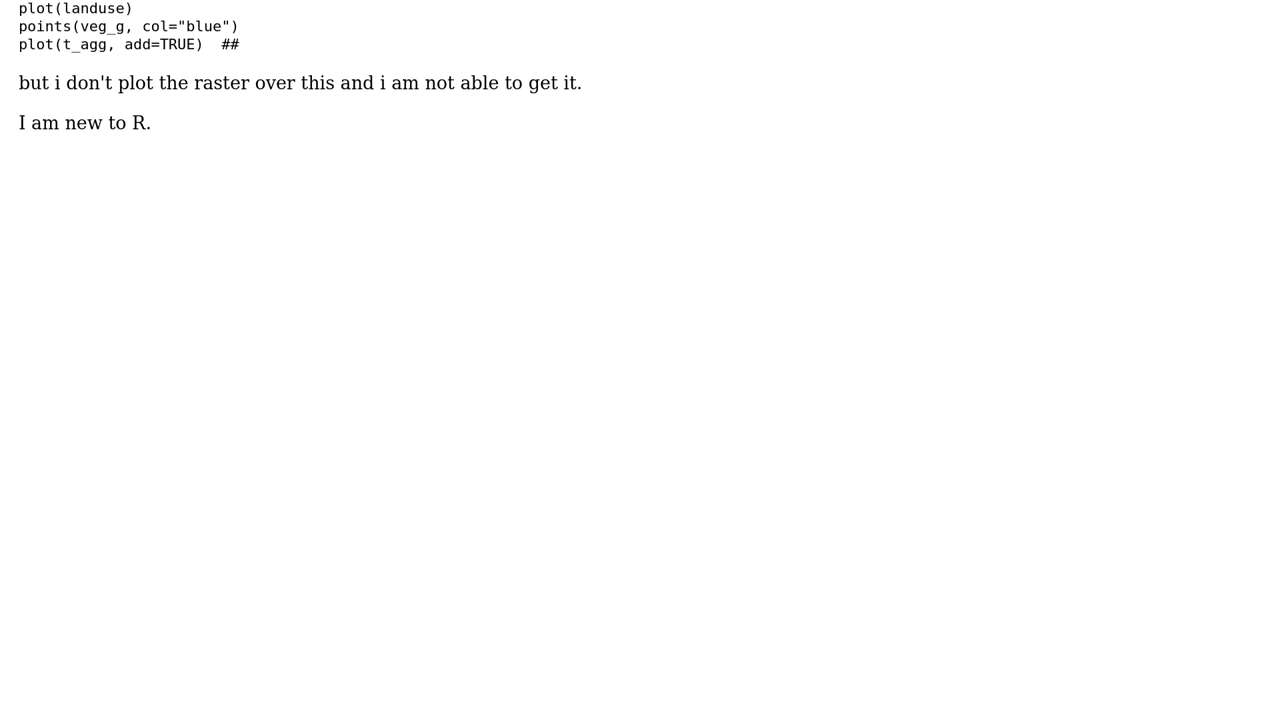 plot(landuse)
points(veg_g, col="blue")
plot(t_agg, add=TRUE)  ##
but i don't plot the raster over this and i am not able to get it.
I am new to R.